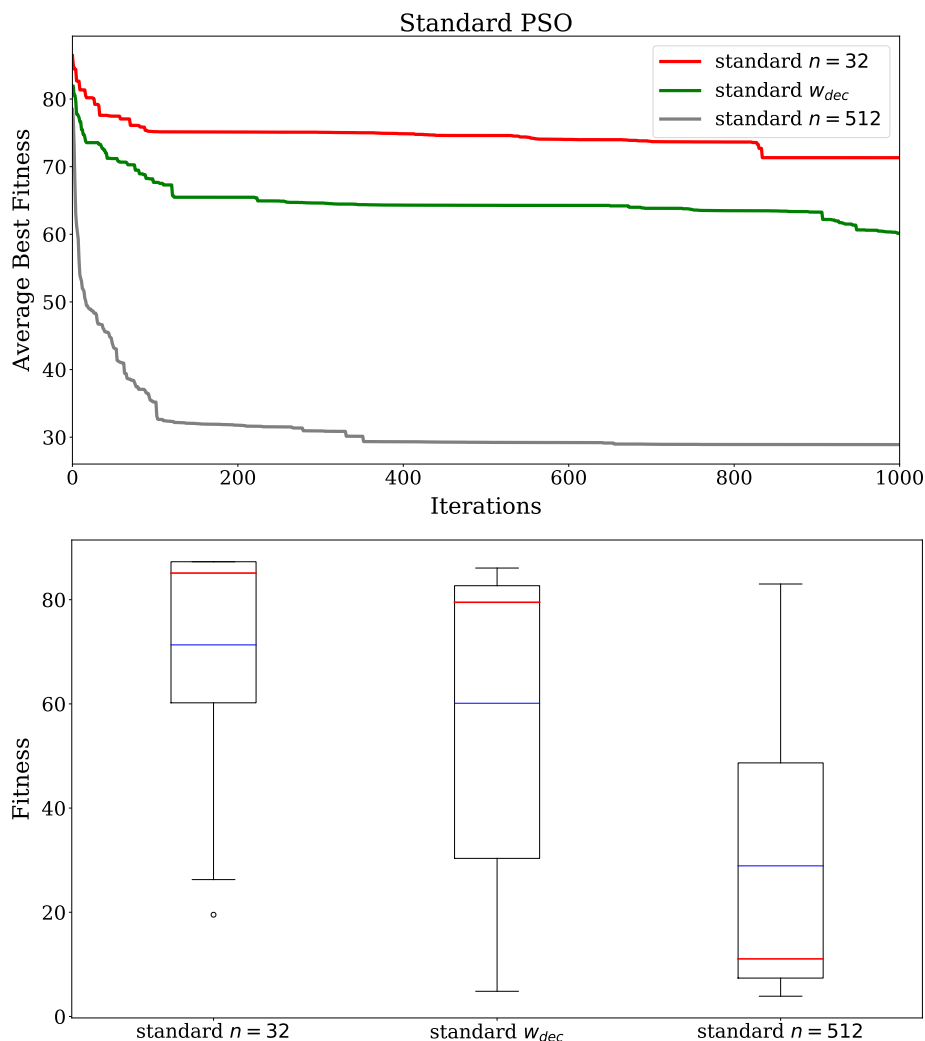 Standard PSO
Average Best Fitness
80
70
60
50
40
30
standard n = 32
standard w_dec
standard n = 512
0 200 400 600 800 1000
Iterations
Fitness
80
60
40
20
0
standard n = 32 standard w_dec standard n = 512